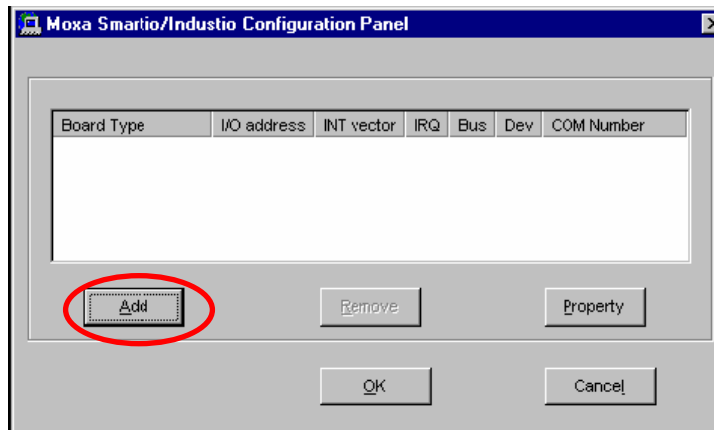 Moxa Smartio/Industio Configuration Panel
Board Type I/O address INT vector IRQ Bus Dev COM Number
Add Remove Property
OK Cancel